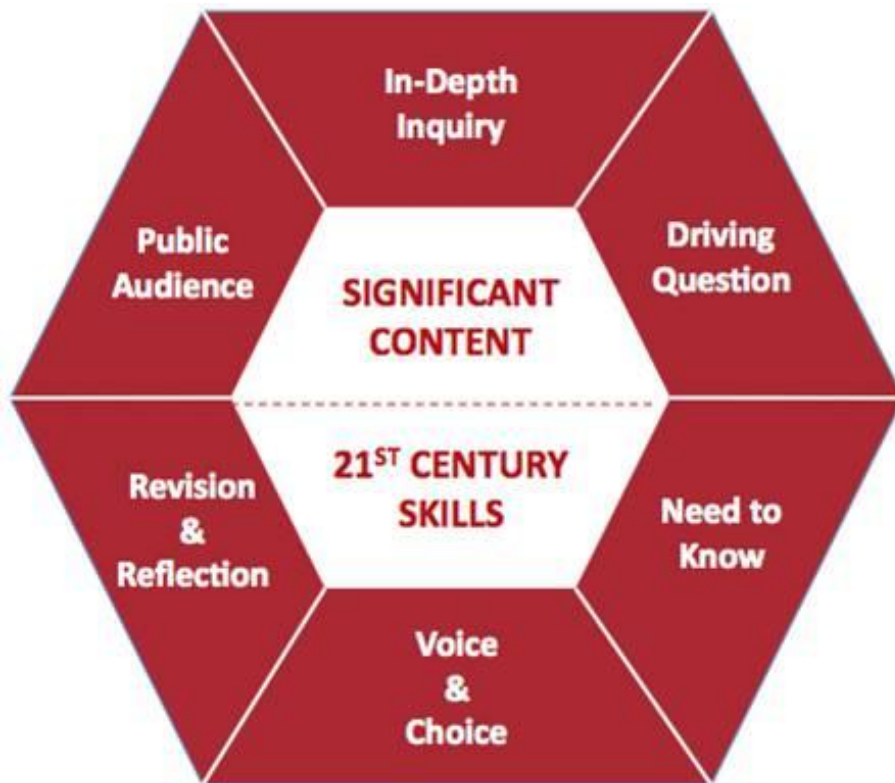 In-Depth
Inquiry
Driving
Question
Need to
Know
Voice
&
Choice
Revision
&
Reflection
Public
Audience
SIGNIFICANT
CONTENT
21ST CENTURY
SKILLS